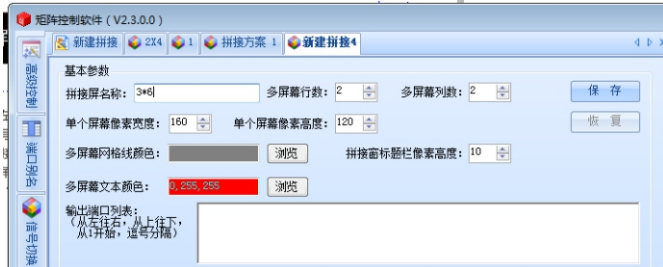 矩阵控制软件（V2.3.0.0）
新建拼接 2X4 1 拼接方案 1 新建拼接4
高级控制
端口别名
信号切换
基本参数
拼接屏名称： 3*6 多屏幕行数： 2 多屏幕列数： 2 保 存
单个屏幕像素宽度： 160 单个屏幕像素高度： 120 恢 复
多屏幕网格线颜色： 浏览 拼接窗标题栏像素高度： 10
多屏幕文本颜色： 0, 255, 255 浏览
输出端口列表：
（从左往右，从上往下，
从1开始，逗号分隔）